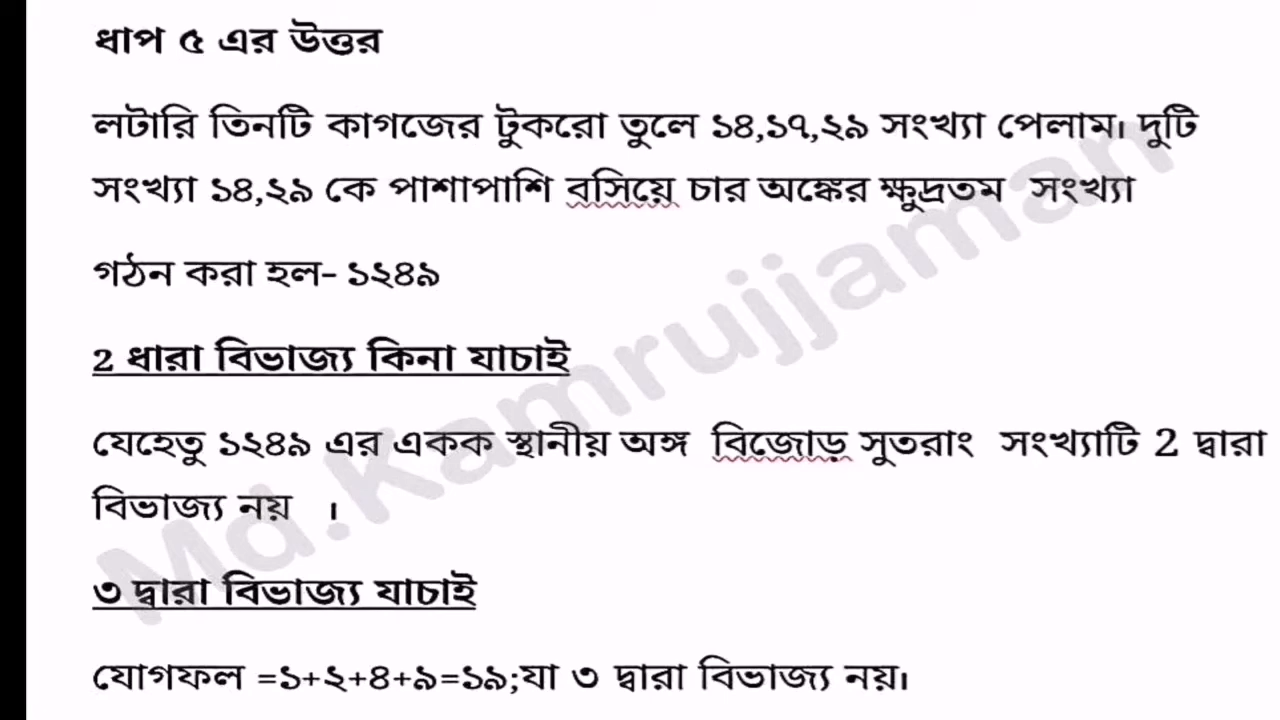 ধাপ ৫ এর উত্তর
লটারি তিনটি কাগজের টুকরো তুলে ১৪,১৭,২৯ সংখ্যা পেলাম। দুটি
সংখ্যা ১৪,২৯ কে পাশাপাশি বসিয়ে চার অঙ্কের ক্ষুদ্রতম সংখ্যা
গঠন করা হল- ১২৪৯
2 ধারা বিভাজ্য কিনা যাচাই
যেহেতু ১২৪৯ এর একক স্থানীয় অঙ্গ বিজোড় সুতরাং সংখ্যাটি 2 দ্বারা
বিভাজ্য নয় ।
৩ দ্বারা বিভাজ্য যাচাই
যোগফল =১+২+৪+৯=১৯;যা ৩ দ্বারা বিভাজ্য নয়।
Md.Kamrujjaman